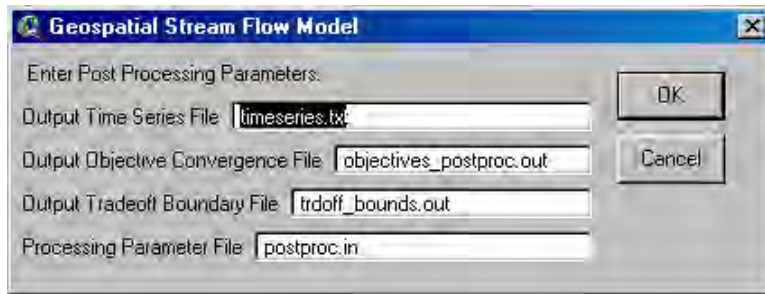 Geospatial Stream Flow Model
Enter Post Processing Parameters.
OK
Output Time Series File timeseries.txt
Output Objective Convergence File objectives_postproc.out
Cancel
Output Tradeoff Boundary File trdoff_bounds.out
Processing Parameter File postproc.in